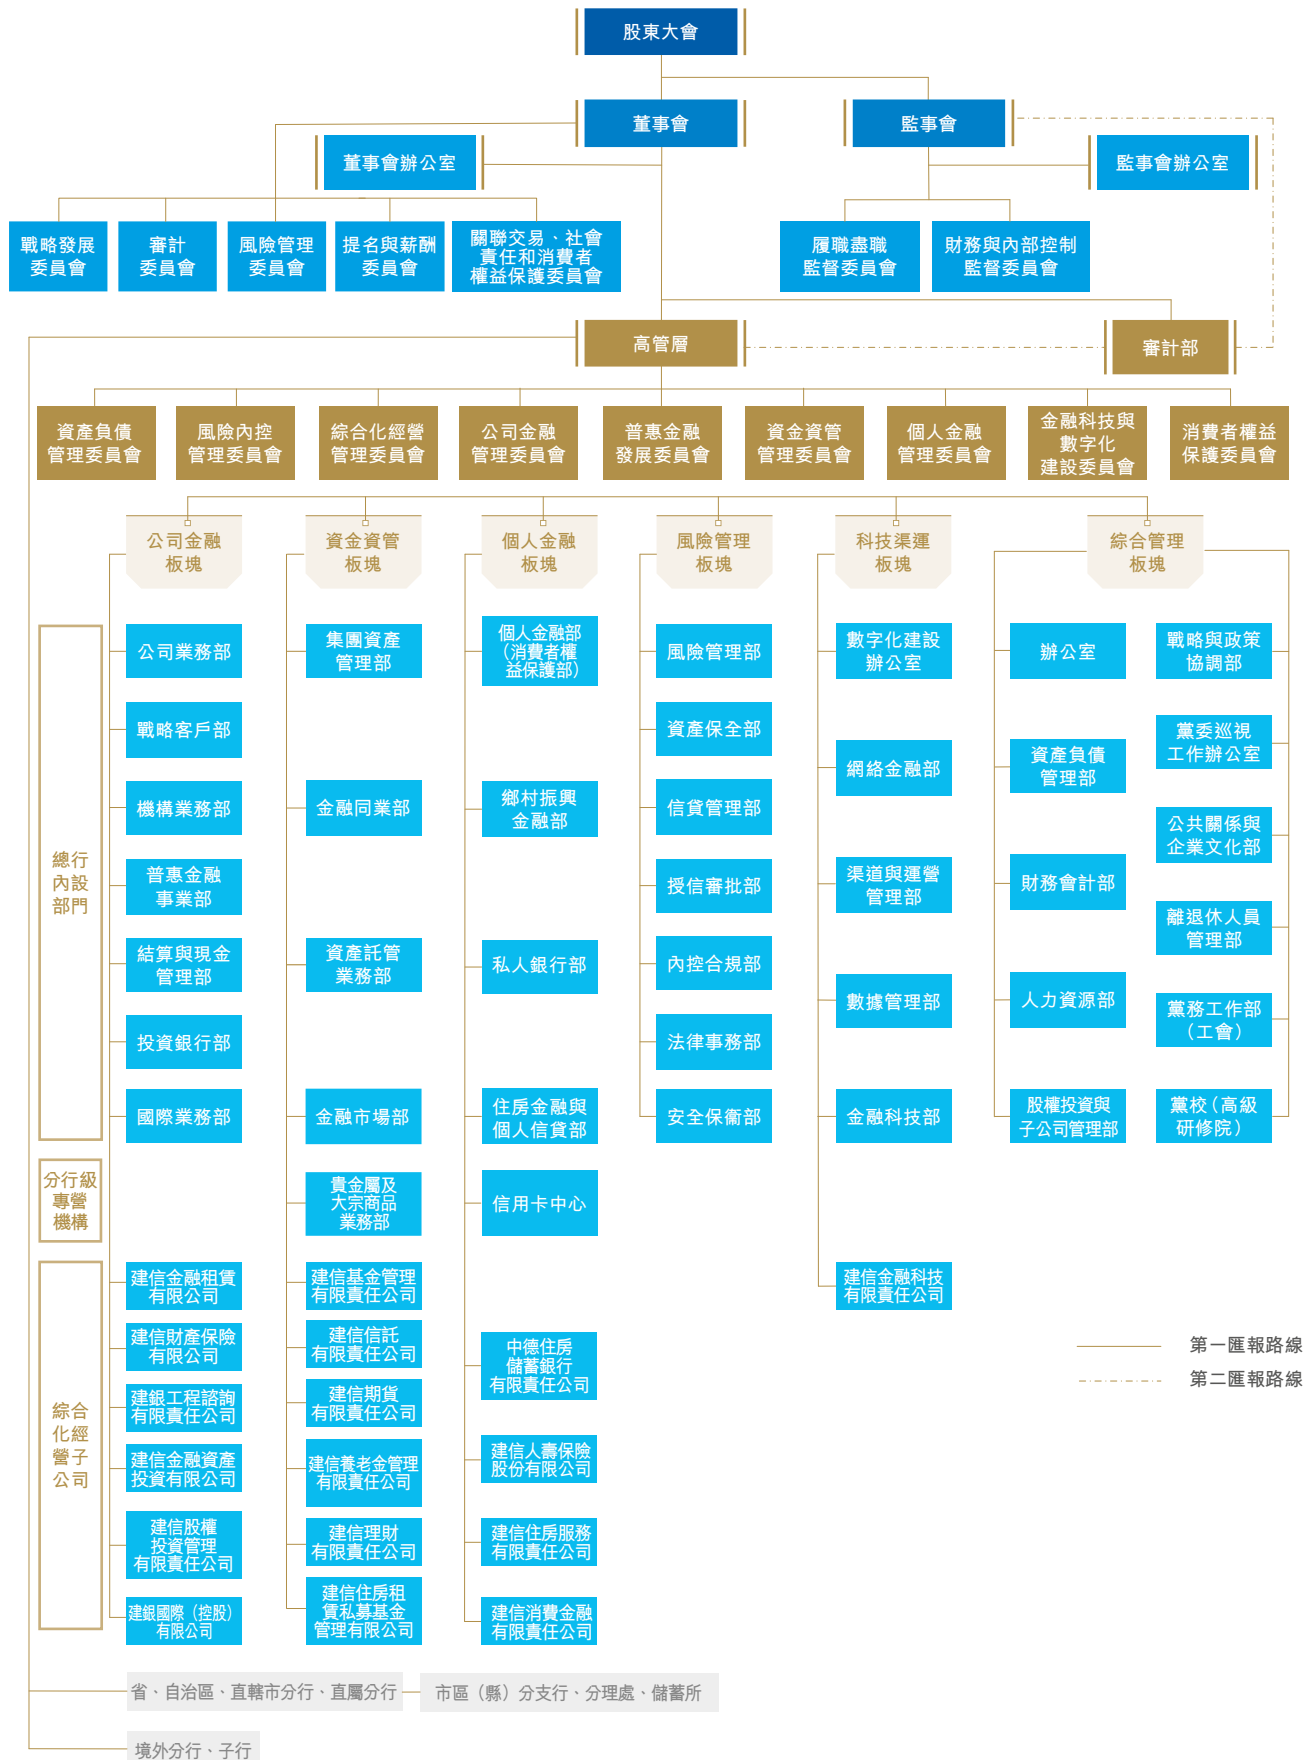 股東大會
董事會
監事會
董事會辦公室
監事會辦公室
戰略發展
委員會
審計
委員會
風險管理
委員會
提名與薪酬
委員會
關聯交易、社會
責任和消費者
權益保護委員會
履職盡職
監督委員會
財務與內部控制
監督委員會
高管層
審計部
資產負債
管理委員會
風險內控
管理委員會
綜合化經營
管理委員會
公司金融
管理委員會
普惠金融
發展委員會
資金資管
管理委員會
個人金融
管理委員會
金融科技與
數字化
建設委員會
消費者權益
保護委員會
公司金融
板塊
資金資管
板塊
個人金融
板塊
風險管理
板塊
科技渠運
板塊
綜合管理
板塊
總行
內設
部門
公司業務部
戰略客戶部
機構業務部
普惠金融
事業部
結算與現金
管理部
投資銀行部
國際業務部
集團資產
管理部
金融同業部
資產託管
業務部
金融市場部
貴金屬及
大宗商品
業務部
個人金融部
（消費者權
益保護部）
鄉村振興
金融部
私人銀行部
住房金融與
個人信貸部
信用卡中心
風險管理部
資產保全部
信貸管理部
授信審批部
內控合規部
法律事務部
安全保衛部
數字化建設
辦公室
網絡金融部
渠道與運營
管理部
數據管理部
金融科技部
辦公室
資產負債
管理部
財務會計部
人力資源部
股權投資與
子公司管理部
戰略與政策
協調部
黨委巡視
工作辦公室
公共關係與
企業文化部
離退休人員
管理部
黨務工作部
（工會）
黨校（高級
研修院）
分行級
專營
機構
綜合
化經
營子
公司
建信金融租賃
有限公司
建信財產保險
有限公司
建銀工程諮詢
有限責任公司
建信金融資產
投資有限公司
建信股權
投資管理
有限責任公司
建銀國際（控股）
有限公司
建信基金管理
有限責任公司
建信信託
有限責任公司
建信期貨
有限責任公司
建信養老金管理
有限責任公司
建信理財
有限責任公司
建信住房租
賃私募基金
管理有限公司
中德住房
儲蓄銀行
有限責任公司
建信人壽保險
股份有限公司
建信住房服務
有限責任公司
建信消費金融
有限責任公司
建信金融科技
有限責任公司
第一匯報路線
第二匯報路線
省、自治區、直轄市分行、直屬分行
市區（縣）分支行、分理處、儲蓄所
境外分行、子行